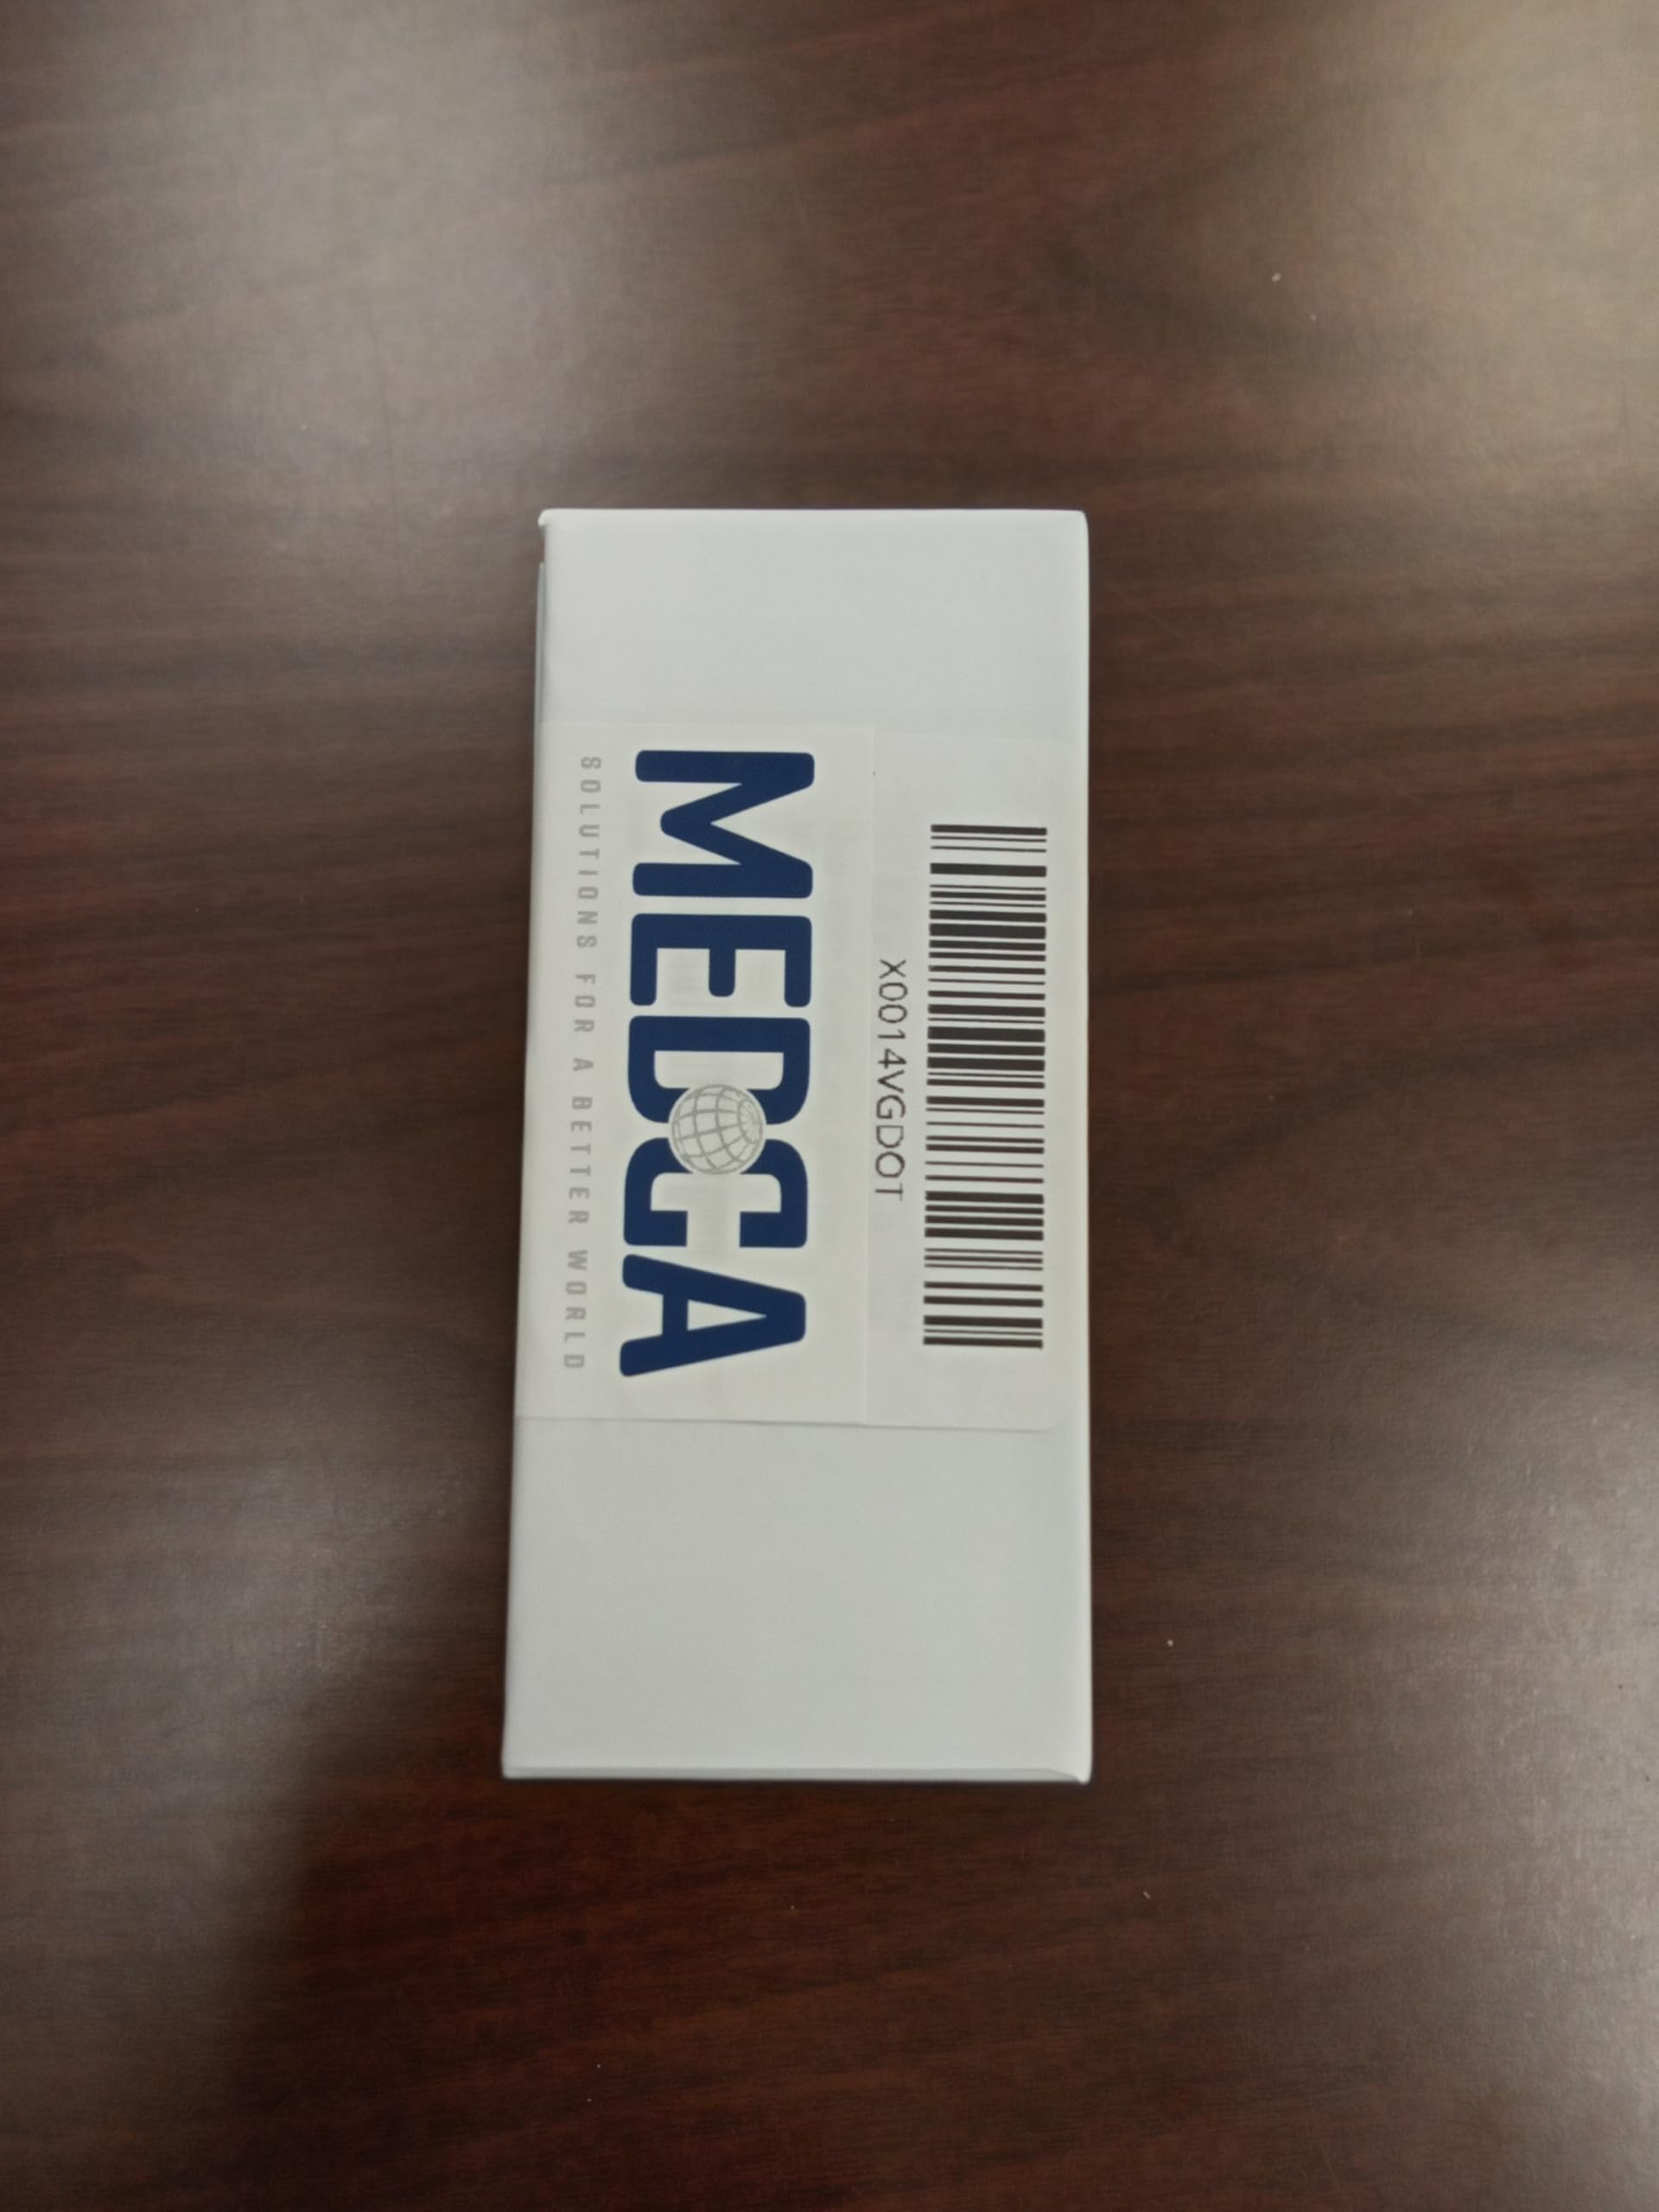 X0014VGDOT
MEDCA
SOLUTIONS FOR A BETTER WORLD